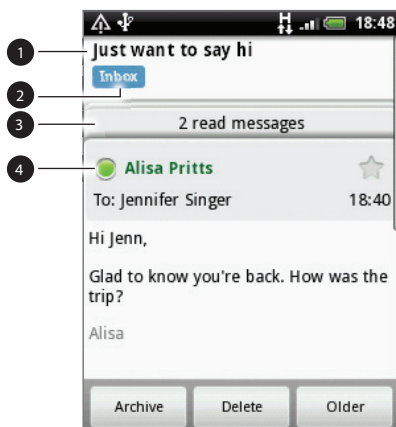 H 18:48
1 Just want to say hi
2 Inbox
3 2 read messages
4 Alisa Pritts
To: Jennifer Singer 18:40
Hi Jenn,
Glad to know you're back. How was the
trip?
Alisa
Archive Delete Older